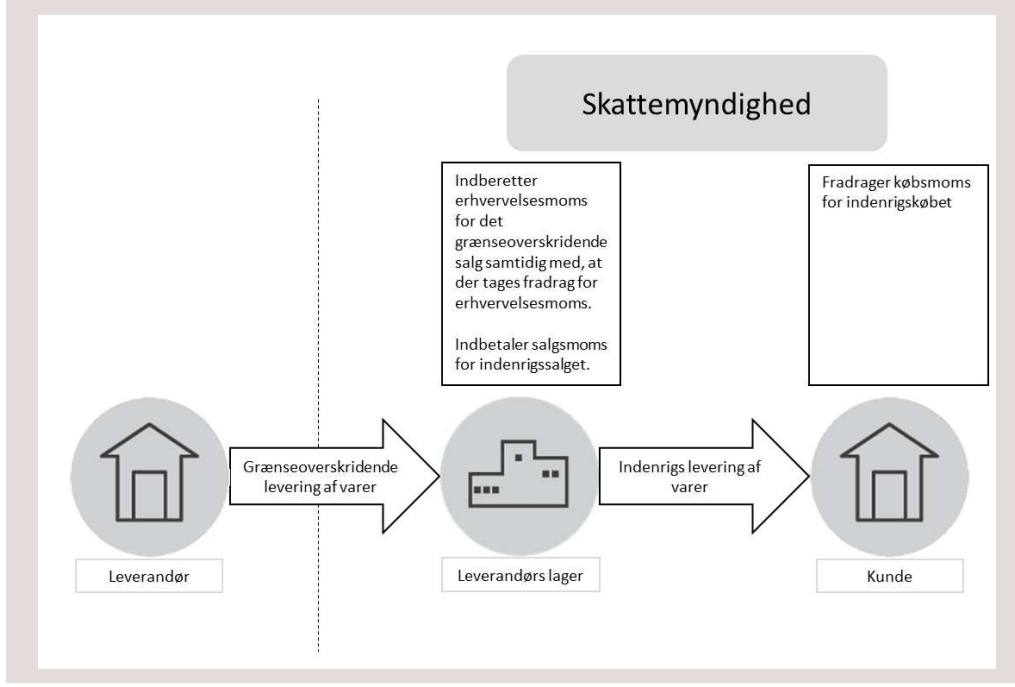 Skattemyndighed
Indberetter
erhvervelsesmoms
for det
grænseoverskridende
salg samtidig med, at
der tages fradrag for
erhvervelsesmoms.
Indbetaler salgsmoms
for indenrigssalget.
Fradrager købsmoms
for indenrigskøbet
Grænseoverskridende
levering af varer
Indenrigs levering af
varer
Leverandør
Leverandørs lager
Kunde